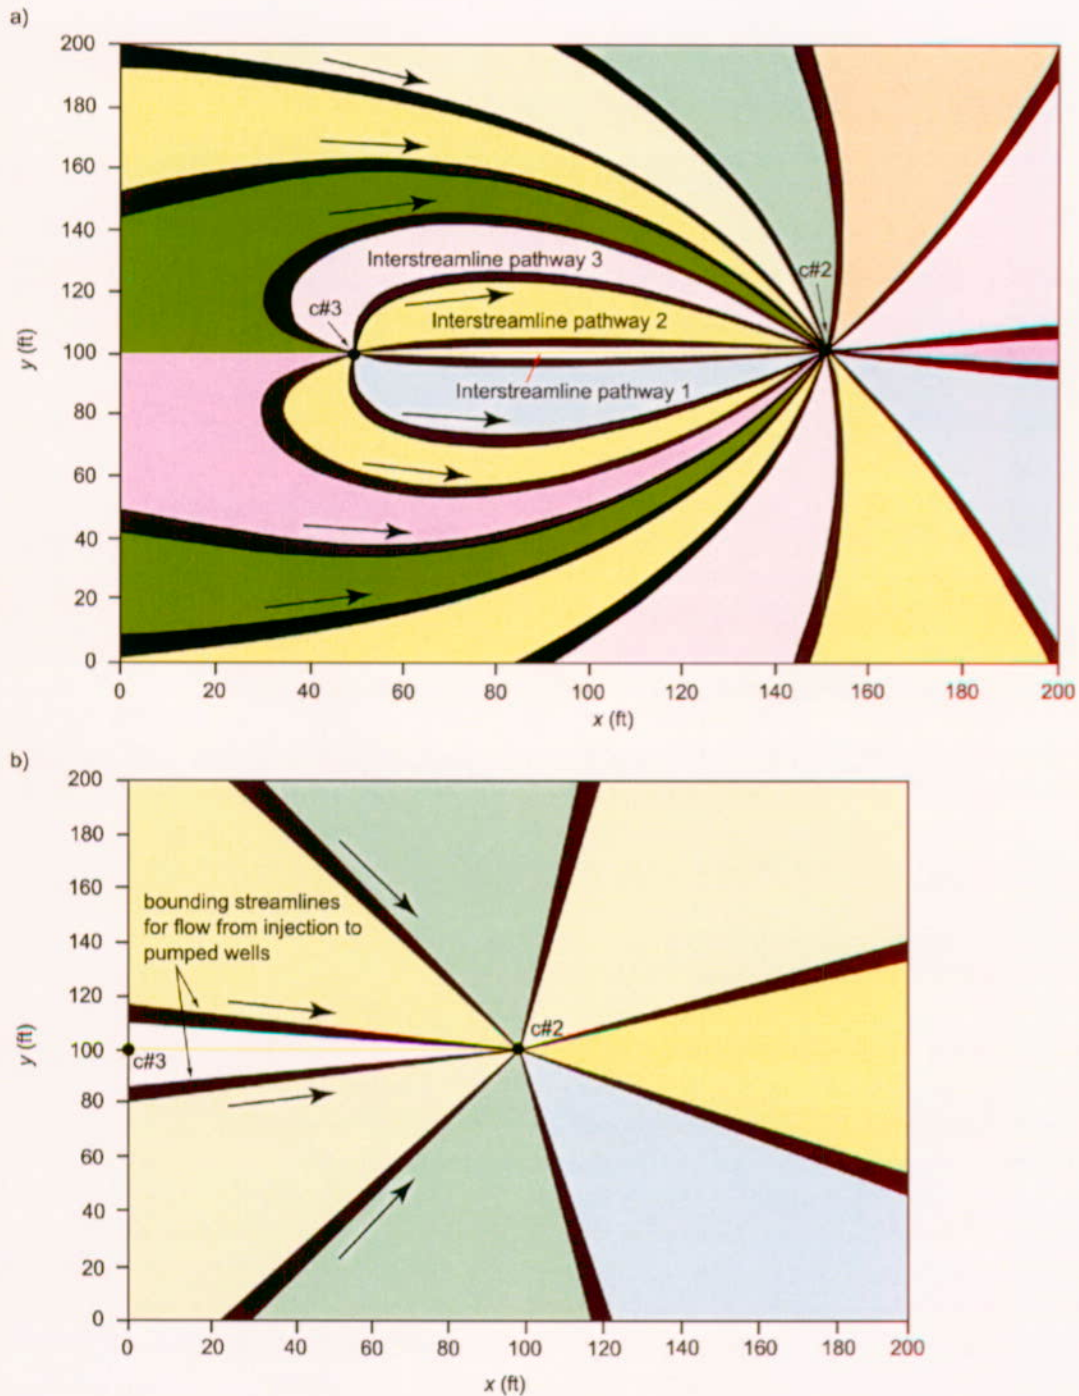 a)
200
180
160
140
120
100
80
60
40
20
0
y (ft)
Interstreamline pathway 3
c#2
c#3
Interstreamline pathway 2
Interstreamline pathway 1
0 20 40 60 80 100 120 140 160 180 200
x (ft)
b)
200
180
160
140
120
100
80
60
40
20
0
y (ft)
bounding streamlines
for flow from injection to
pumped wells
c#2
c#3
0 20 40 60 80 100 120 140 160 180 200
x (ft)